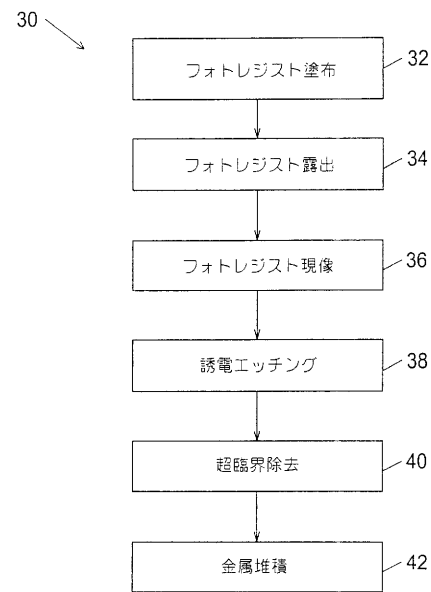 30
フォトレジスト塗布
32
フォトレジスト露出
34
フォトレジスト現像
36
誘電エッチング
38
超臨界除去
40
金属堆積
42